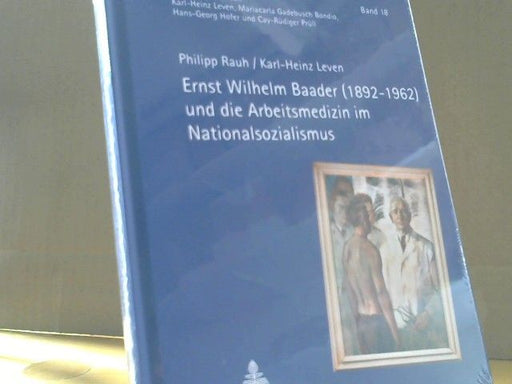 Karl-Heinz Leven, Mariacarla Gadebusch Bondio,
Hans-Georg Hofer und Cay-Rüdiger Prüll
Band 18
Philipp Rauh / Karl-Heinz Leven
Ernst Wilhelm Baader (1892-1962)
und die Arbeitsmedizin im
Nationalsozialismus